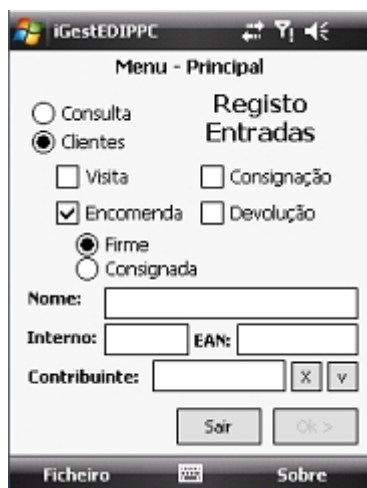 iGestEDIPPC
Menu - Principal
Consulta
Registo
Entradas
Clientes
Visita
Consignação
Encomenda
Devolução
Firme
Consignada
Nome:
Interno:
EAN:
Contribuinte:
X
v
Sair
Ok >
Ficheiro
Sobre